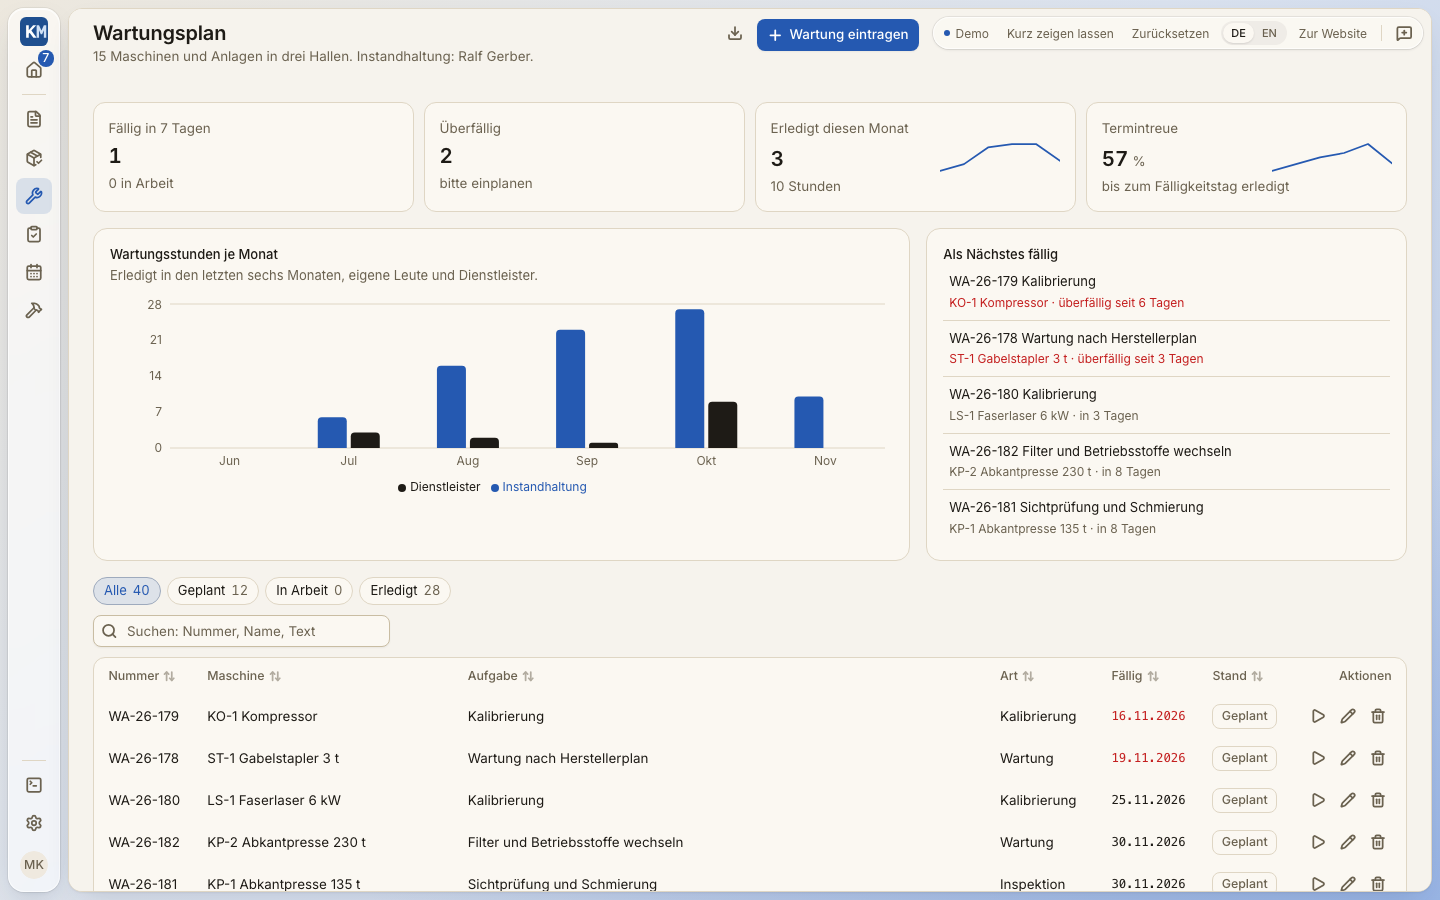 KM
7
Wartungsplan
15 Maschinen und Anlagen in drei Hallen. Instandhaltung: Ralf Gerber.
Wartung eintragen
Demo
Kurz zeigen lassen
Zurücksetzen
DE
EN
Zur Website
Fällig in 7 Tagen
1
0 in Arbeit
Überfällig
2
bitte einplanen
Erledigt diesen Monat
3
10 Stunden
Termintreue
57 %
bis zum Fälligkeitstag erledigt
Wartungsstunden je Monat
Erledigt in den letzten sechs Monaten, eigene Leute und Dienstleister.
28
21
14
7
0
Jun Jul Aug Sep Okt Nov
Dienstleister Instandhaltung
Als Nächstes fällig
WA-26-179 Kalibrierung
KO-1 Kompressor · überfällig seit 6 Tagen
WA-26-178 Wartung nach Herstellerplan
ST-1 Gabelstapler 3 t · überfällig seit 3 Tagen
WA-26-180 Kalibrierung
LS-1 Faserlaser 6 kW · in 3 Tagen
WA-26-182 Filter und Betriebsstoffe wechseln
KP-2 Abkantpresse 230 t · in 8 Tagen
WA-26-181 Sichtprüfung und Schmierung
KP-1 Abkantpresse 135 t · in 8 Tagen
Alle 40 Geplant 12 In Arbeit 0 Erledigt 28
Suchen: Nummer, Name, Text
Nummer Maschine Aufgabe Art Fällig Stand Aktionen
WA-26-179 KO-1 Kompressor Kalibrierung Kalibrierung 16.11.2026 Geplant
WA-26-178 ST-1 Gabelstapler 3 t Wartung nach Herstellerplan Wartung 19.11.2026 Geplant
WA-26-180 LS-1 Faserlaser 6 kW Kalibrierung Kalibrierung 25.11.2026 Geplant
WA-26-182 KP-2 Abkantpresse 230 t Filter und Betriebsstoffe wechseln Wartung 30.11.2026 Geplant
WA-26-181 KP-1 Abkantpresse 135 t Sichtprüfung und Schmierung Inspektion 30.11.2026 Geplant
MK